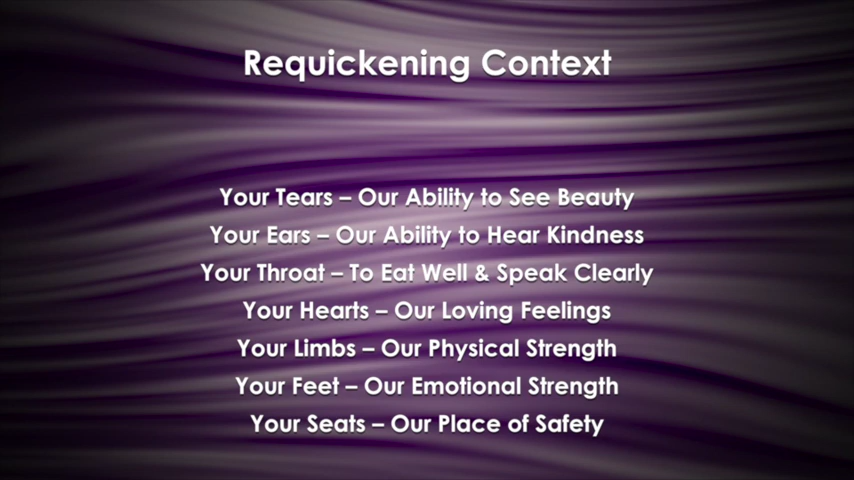 Requickening Context
Your Tears – Our Ability to See Beauty
Your Ears – Our Ability to Hear Kindness
Your Throat – To Eat Well & Speak Clearly
Your Hearts – Our Loving Feelings
Your Limbs – Our Physical Strength
Your Feet – Our Emotional Strength
Your Seats – Our Place of Safety